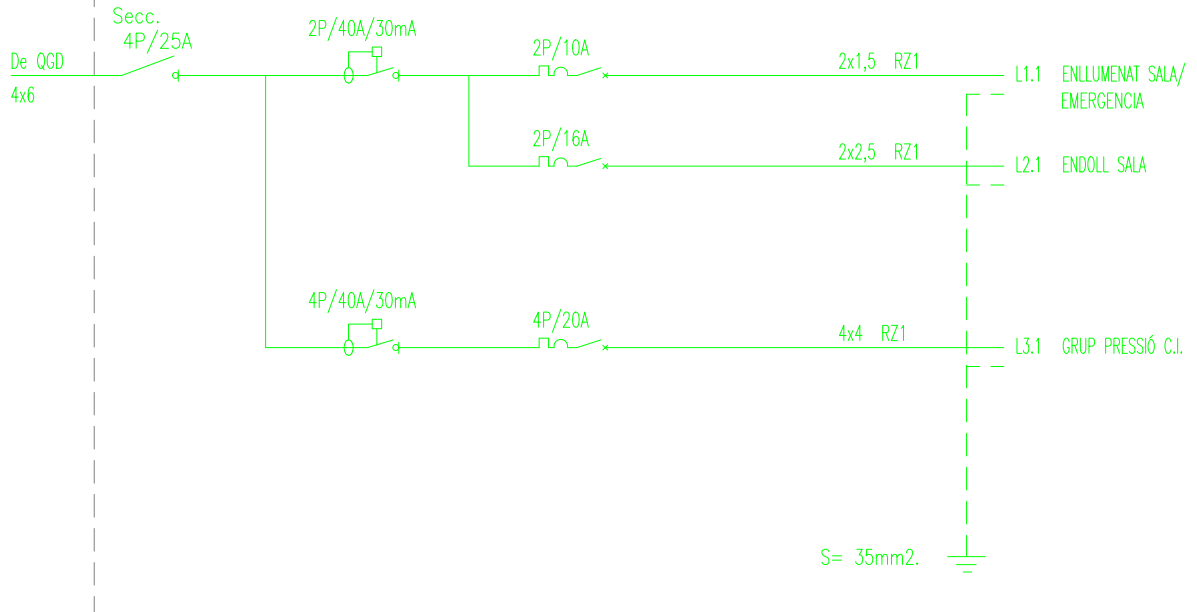 Secc.
4P/25A
2P/40A/30mA
2P/10A
De QGD
4x6
2x1,5 RZ1
L1.1 ENLLUMENAT SALA/
EMERGENCIA
2P/16A
2x2,5 RZ1
L2.1 ENDOLL SALA
4P/40A/30mA
4P/20A
4x4 RZ1
L3.1 GRUP PRESSIÓ C.I.
S= 35mm2.